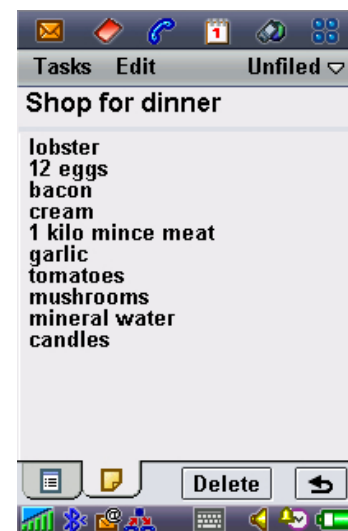 1
Tasks Edit Unfiled
Shop for dinner
lobster
12 eggs
bacon
cream
1 kilo mince meat
garlic
tomatoes
mushrooms
mineral water
candles
Delete